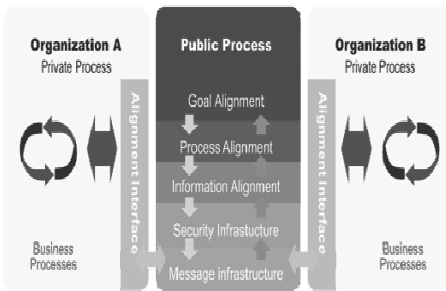 Organization A
Private Process
Business
Processes
Alignment Interface
Public Process
Goal Alignment
Process Alignment
Information Alignment
Security Infrastucture
Message infrastructure
Alignment Interface
Organization B
Private Process
Business
Processes